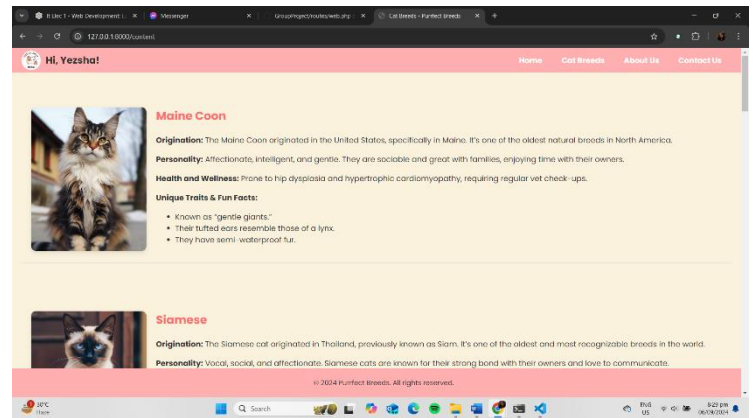 It Elec 1 - Web Development:
Messenger
GroupProject/routes/web.php
Cat Breeds - Purrfect Breeds
127.0.0.1:8000/content
Hi, Yezsha!
Home Cat Breeds About Us Contact Us
Maine Coon
Origination: The Maine Coon originated in the United States, specifically in Maine. It's one of the oldest natural breeds in North America.
Personality: Affectionate, intelligent, and gentle. They are sociable and great with families, enjoying time with their owners.
Health and Wellness: Prone to hip dysplasia and hypertrophic cardiomyopathy, requiring regular vet check-ups.
Unique Traits & Fun Facts:
• Known as "gentle giants."
• Their tufted ears resemble those of a lynx.
• They have semi-waterproof fur.
Siamese
Origination: The Siamese cat originated in Thailand, previously known as Siam. It's one of the oldest and most recognizable breeds in the world.
Personality: Vocal, social, and affectionate. Siamese cats are known for their strong bond with their owners and love to communicate.
© 2024 Purrfect Breeds. All rights reserved.
30°C
Haze
Search
ENG
US
8:29 pm
06/09/2024